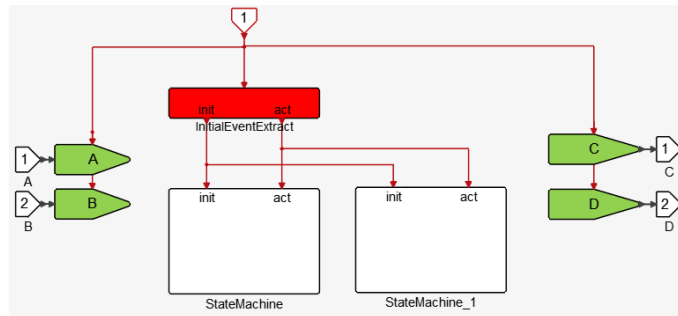 1
init act
InitialEventExtract
1 A
A
2 B
B
C 1
C
D 2
D
init act
StateMachine
init act
StateMachine_1